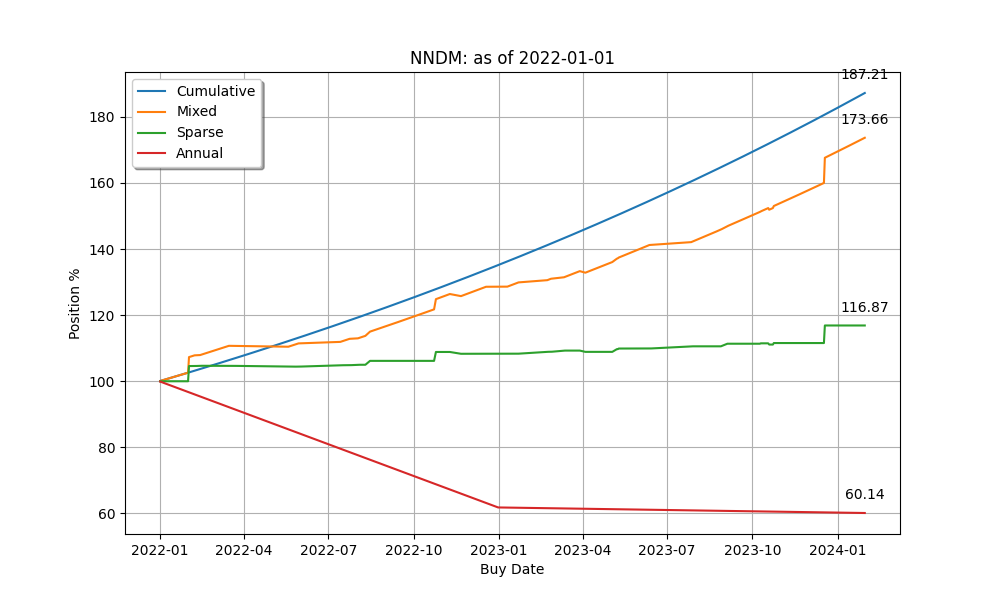 NNDM: as of 2022-01-01
187.21
Cumulative
Mixed
Sparse
Annual
173.66
116.87
60.14
180
160
140
120
100
80
60
Position %
2022-01 2022-04 2022-07 2022-10 2023-01 2023-04 2023-07 2023-10 2024-01
Buy Date